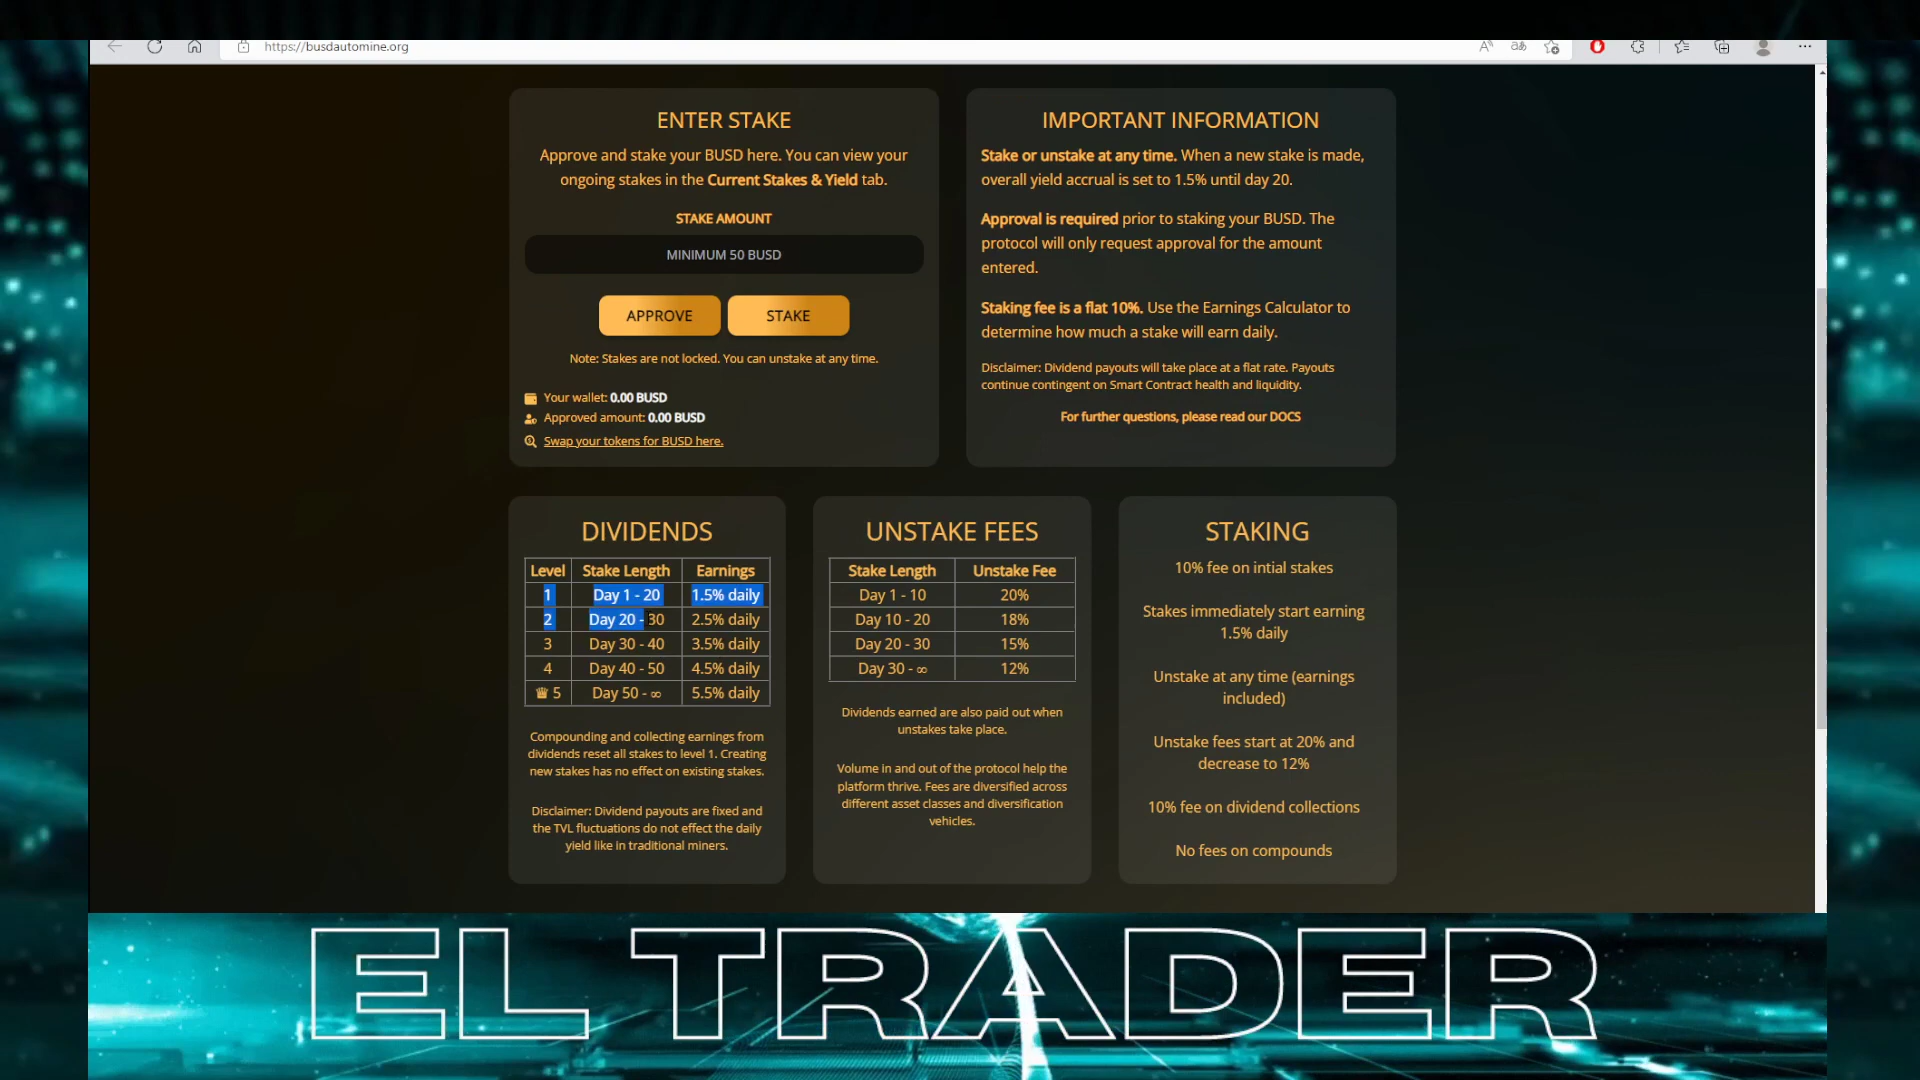 https://busdautomine.org
ENTER STAKE
Approve and stake your BUSD here. You can view your
ongoing stakes in the Current Stakes & Yield tab.
STAKE AMOUNT
MINIMUM 50 BUSD
APPROVE
STAKE
Note: Stakes are not locked. You can unstake at any time.
Your wallet: 0.00 BUSD
Approved amount: 0.00 BUSD
Swap your tokens for BUSD here.
IMPORTANT INFORMATION
Stake or unstake at any time. When a new stake is made,
overall yield accrual is set to 1.5% until day 20.
Approval is required prior to staking your BUSD. The
protocol will only request approval for the amount
entered.
Staking fee is a flat 10%. Use the Earnings Calculator to
determine how much a stake will earn daily.
Disclaimer: Dividend payouts will take place at a flat rate. Payouts
continue contingent on Smart Contract health and liquidity.
For further questions, please read our DOCS
DIVIDENDS
Level Stake Length Earnings
1 Day 1 - 20 1.5% daily
2 Day 20 - 30 2.5% daily
3 Day 30 - 40 3.5% daily
4 Day 40 - 50 4.5% daily
5 Day 50 - ∞ 5.5% daily
Compounding and collecting earnings from
dividends reset all stakes to level 1. Creating
new stakes has no effect on existing stakes.
Disclaimer: Dividend payouts are fixed and
the TVL fluctuations do not effect the daily
yield like in traditional miners.
UNSTAKE FEES
Stake Length Unstake Fee
Day 1 - 10 20%
Day 10 - 20 18%
Day 20 - 30 15%
Day 30 - ∞ 12%
Dividends earned are also paid out when
unstakes take place.
Volume in and out of the protocol help the
platform thrive. Fees are diversified across
different asset classes and diversification
vehicles.
STAKING
10% fee on intial stakes
Stakes immediately start earning
1.5% daily
Unstake at any time (earnings
included)
Unstake fees start at 20% and
decrease to 12%
10% fee on dividend collections
No fees on compounds
EL TRADER